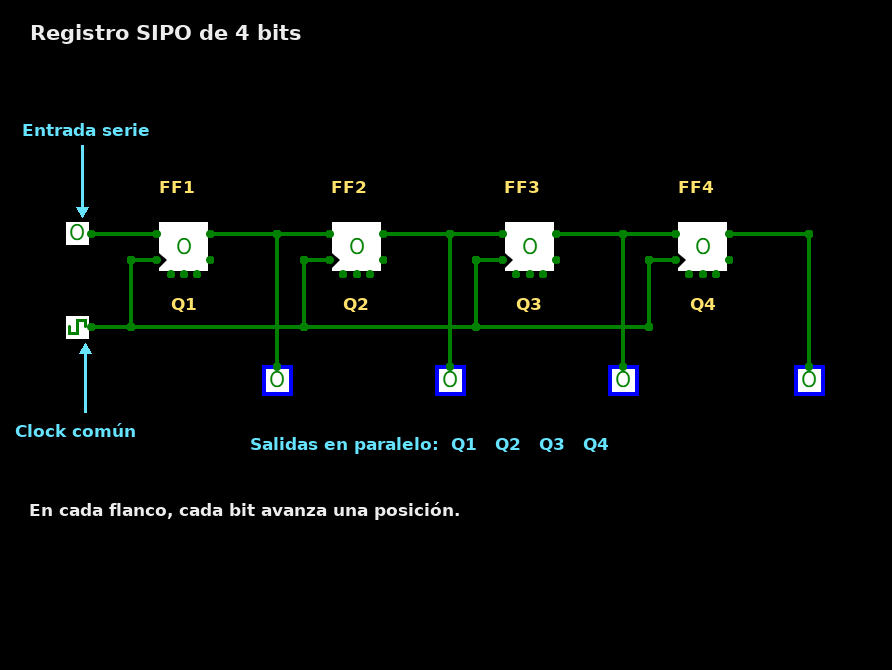 Registro SIPO de 4 bits
Entrada serie
FF1 FF2 FF3 FF4
0 0 0 0 0
Q1 Q2 Q3 Q4
0 0 0 0
Clock común
Salidas en paralelo: Q1 Q2 Q3 Q4
En cada flanco, cada bit avanza una posición.